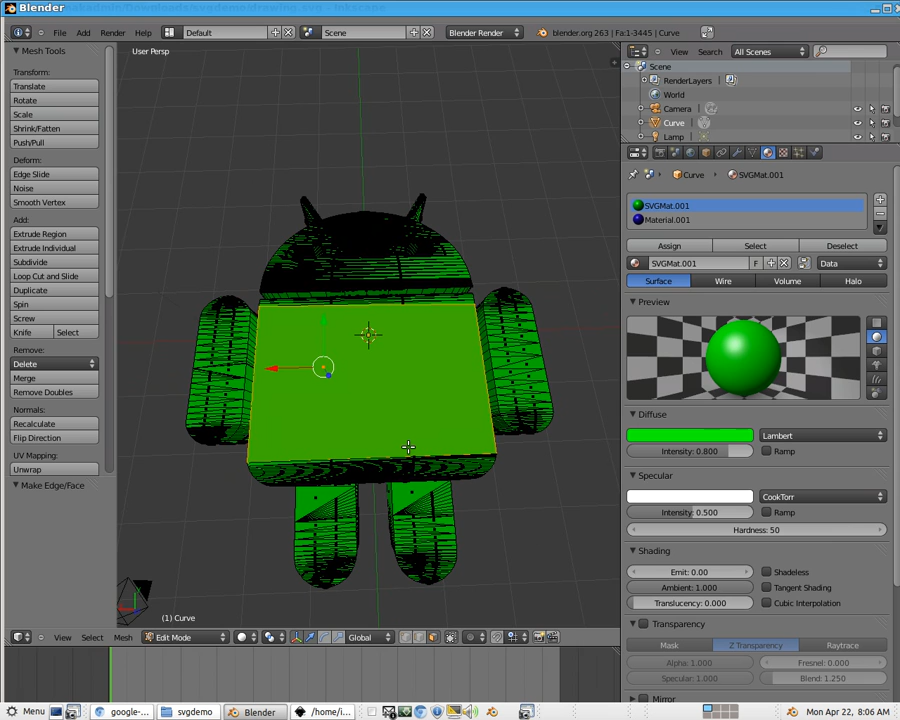 Blender
File Add Render Help Default Scene Blender Render blender.org 263 | Fa:1-3445 | Curve
Mesh Tools
Transform:
Translate
Rotate
Scale
Shrink/Fatten
Push/Pull
Deform:
Edge Slide
Noise
Smooth Vertex
Add:
Extrude Region
Extrude Individual
Subdivide
Loop Cut and Slide
Duplicate
Spin
Screw
Knife Select
Remove:
Delete
Merge
Remove Doubles
Normals:
Recalculate
Flip Direction
UV Mapping:
Unwrap
Make Edge/Face
User Persp
(1) Curve
View Select Mesh Edit Mode Global
View Search All Scenes
Scene
RenderLayers
World
Camera
Curve
Lamp
Curve SVGMat.001
SVGMat.001
Material.001
Assign Select Deselect
SVGMat.001 F Data
Surface Wire Volume Halo
Preview
Diffuse
Lambert
Intensity: 0.800 Ramp
Specular
CookTorr
Intensity: 0.500 Ramp
Hardness: 50
Shading
Emit: 0.00 Shadeless
Ambient: 1.000 Tangent Shading
Translucency: 0.000 Cubic Interpolation
Transparency
Mask Z Transparency Raytrace
Alpha: 1.000 Fresnel: 0.000
Specular: 1.000 Blend: 1.250
Mirror
Menu google-... svgdemo Blender /home/i... Mon Apr 22, 8:06 AM